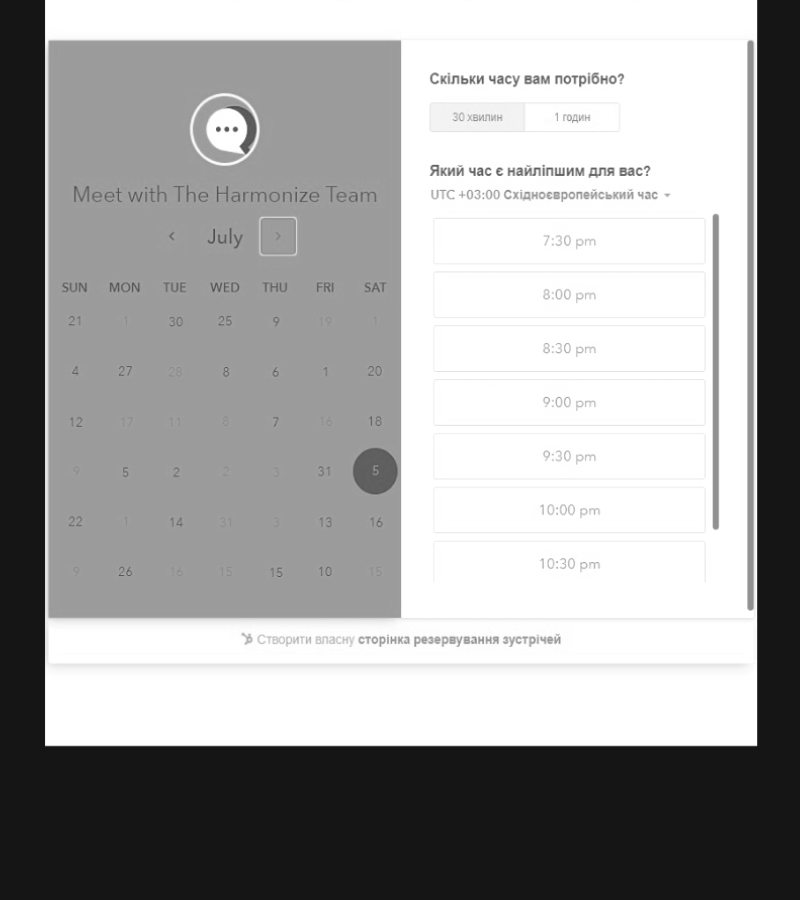 Meet with The Harmonize Team
July
SUN MON TUE WED THU FRI SAT
21 1 30 25 9 19 1
4 27 28 8 6 1 20
12 17 11 8 7 16 18
9 5 2 2 3 31 5
22 1 14 31 3 13 16
9 26 16 15 15 10 15
Скільки часу вам потрібно?
30 хвилин 1 годин
Який час є найліпшим для вас?
UTC +03:00 Східноєвропейський час
7:30 pm
8:00 pm
8:30 pm
9:00 pm
9:30 pm
10:00 pm
10:30 pm
Створити власну сторінка резервування зустрічей